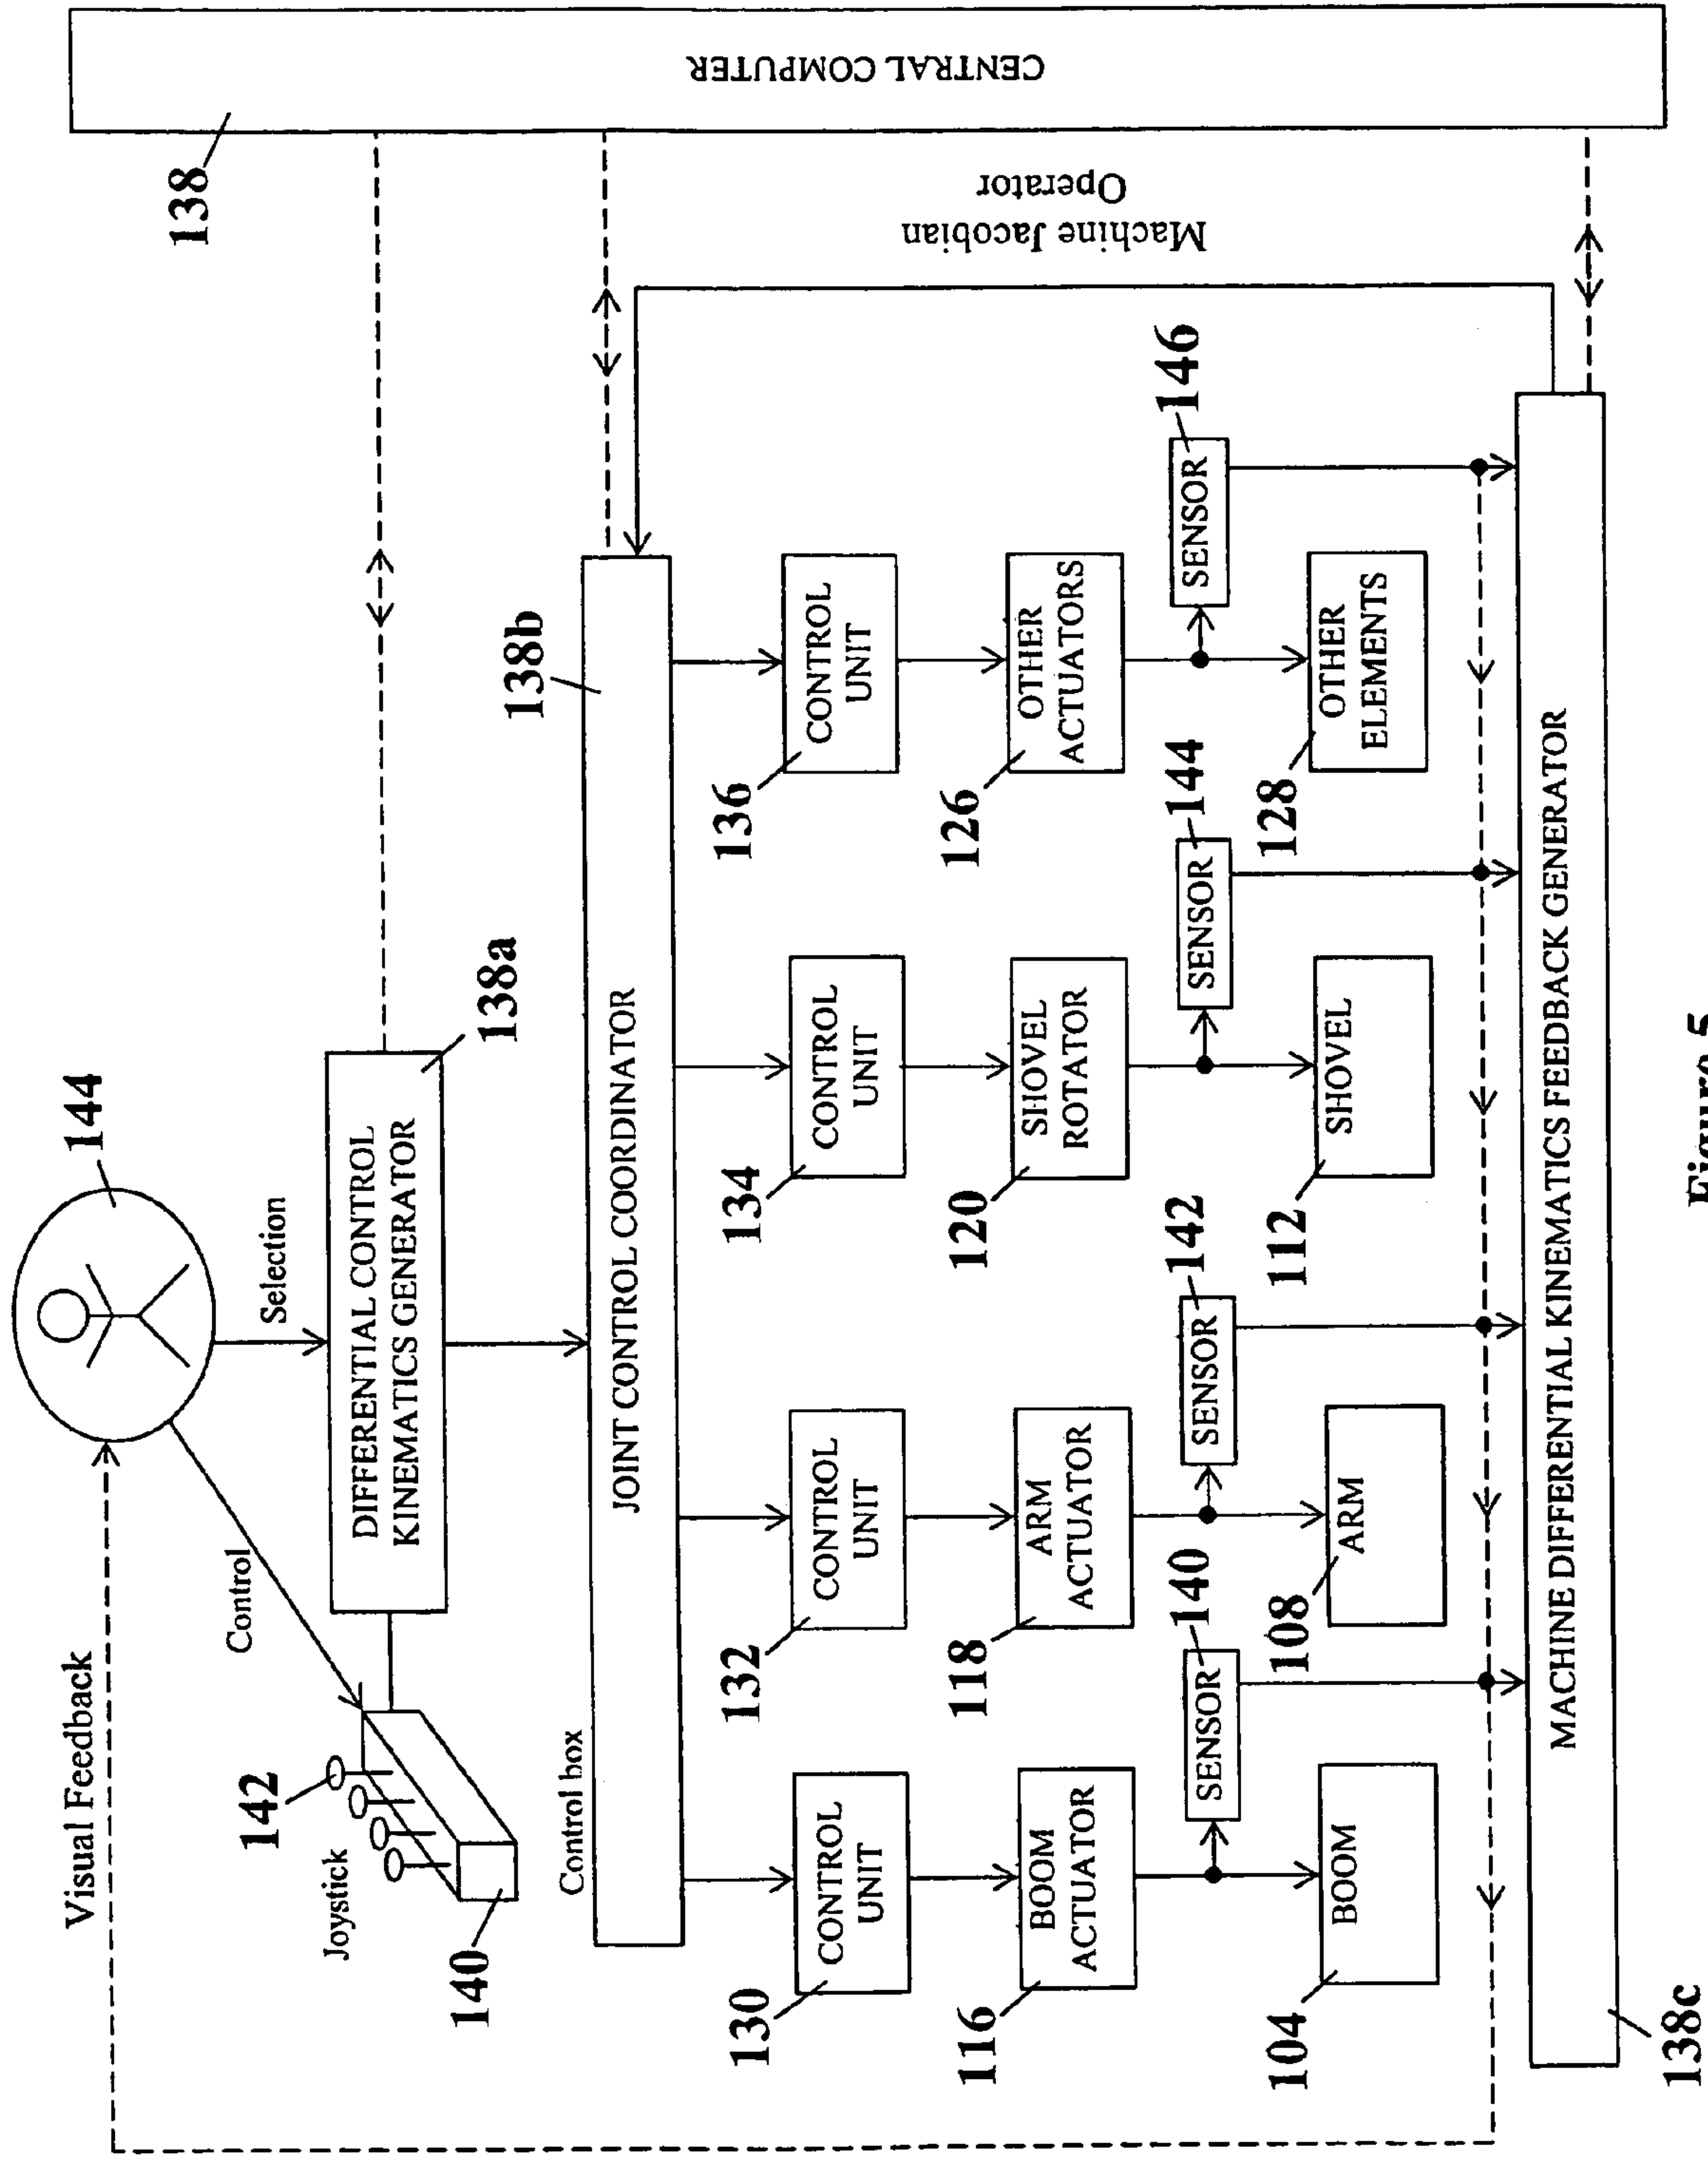 144
Visual Feedback
Control
Selection
142
Joystick
140
Control box
DIFFERENTIAL CONTROL
KINEMATICS GENERATOR
138a
138
CENTRAL COMPUTER
JOINT CONTROL COORDINATOR
138b
Machine Jacobian
Operator
130
CONTROL
UNIT
132
CONTROL
UNIT
134
CONTROL
UNIT
136
CONTROL
UNIT
116
BOOM
ACTUATOR
118
ARM
ACTUATOR
120
SHOVEL
ROTATOR
126
OTHER
ACTUATORS
SENSOR
140
SENSOR
142
SENSOR
144
SENSOR
146
104
BOOM
108
ARM
112
SHOVEL
128
OTHER
ELEMENTS
MACHINE DIFFERENTIAL KINEMATICS FEEDBACK GENERATOR
138c
Figure 5